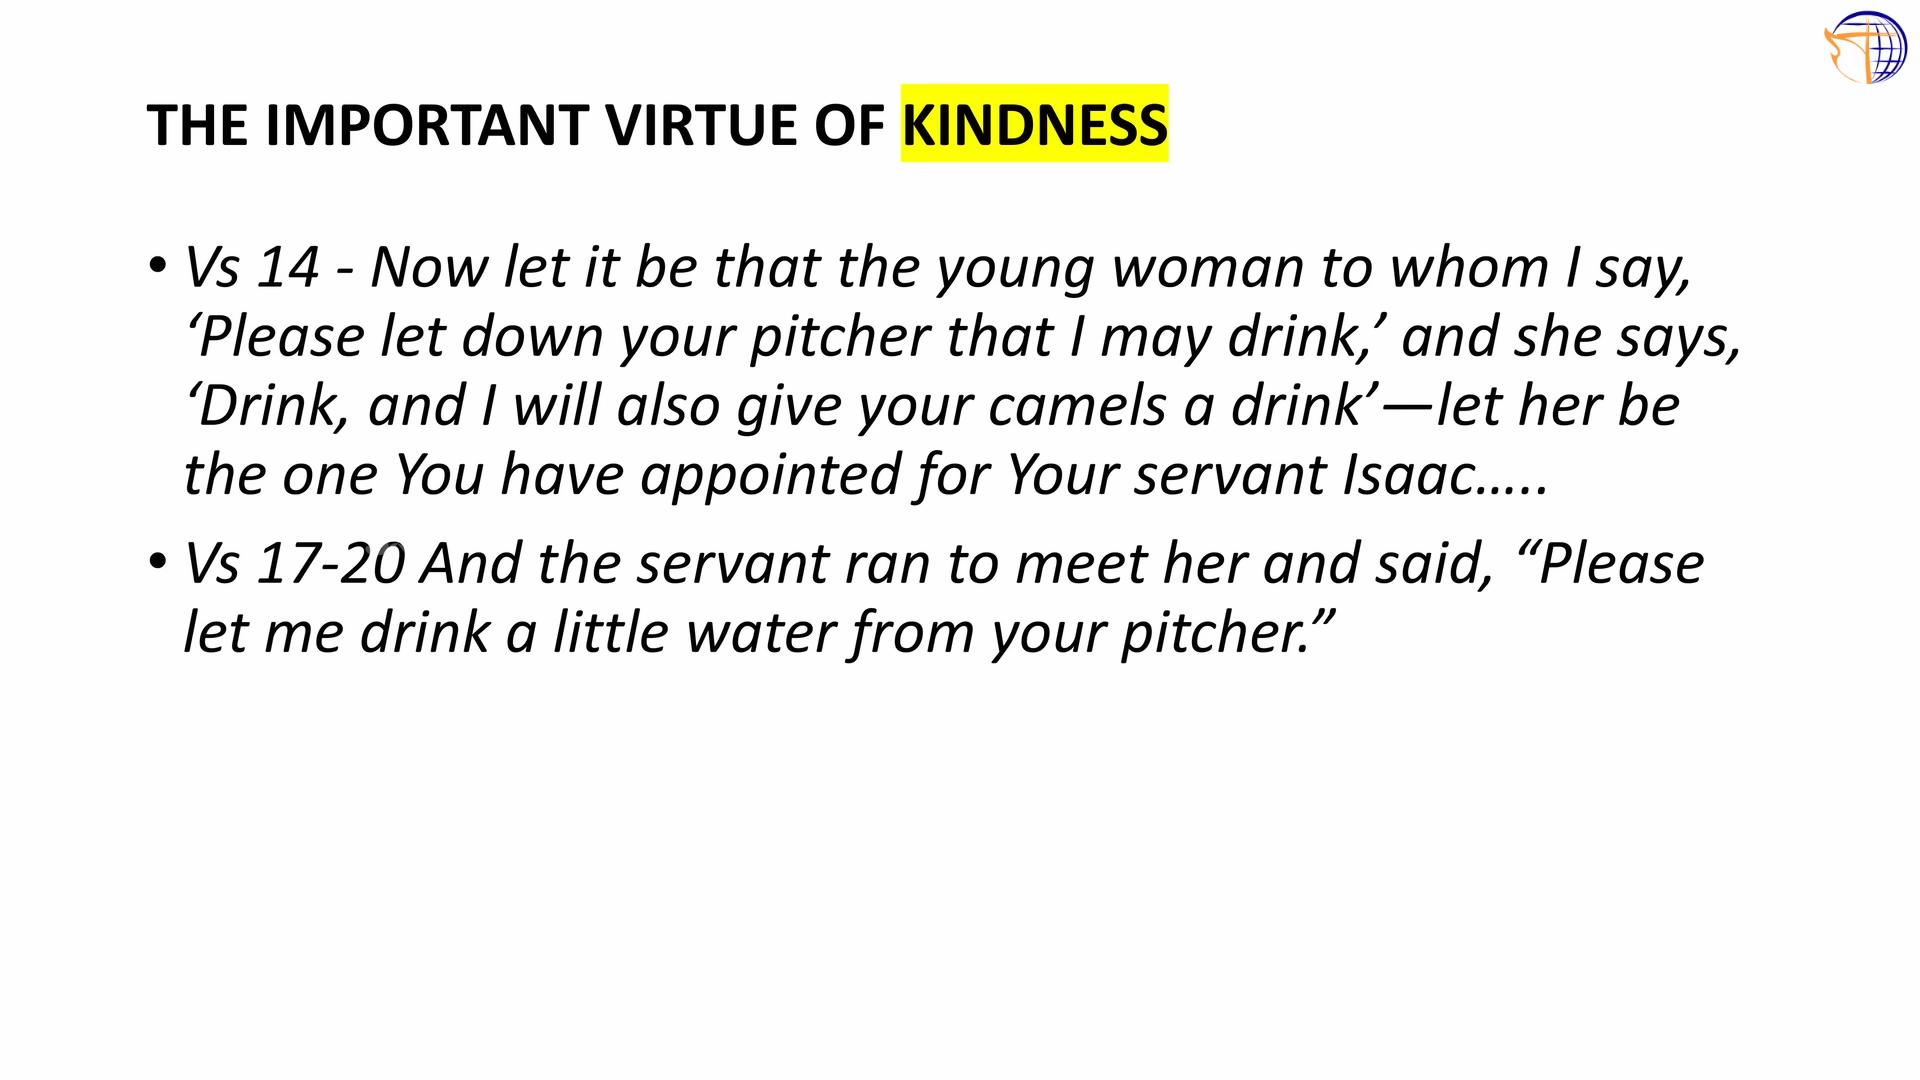 THE IMPORTANT VIRTUE OF KINDNESS
• Vs 14 - Now let it be that the young woman to whom I say,
‘Please let down your pitcher that I may drink,’ and she says,
‘Drink, and I will also give your camels a drink’—let her be
the one You have appointed for Your servant Isaac…..
• Vs 17-20 And the servant ran to meet her and said, “Please
let me drink a little water from your pitcher.”